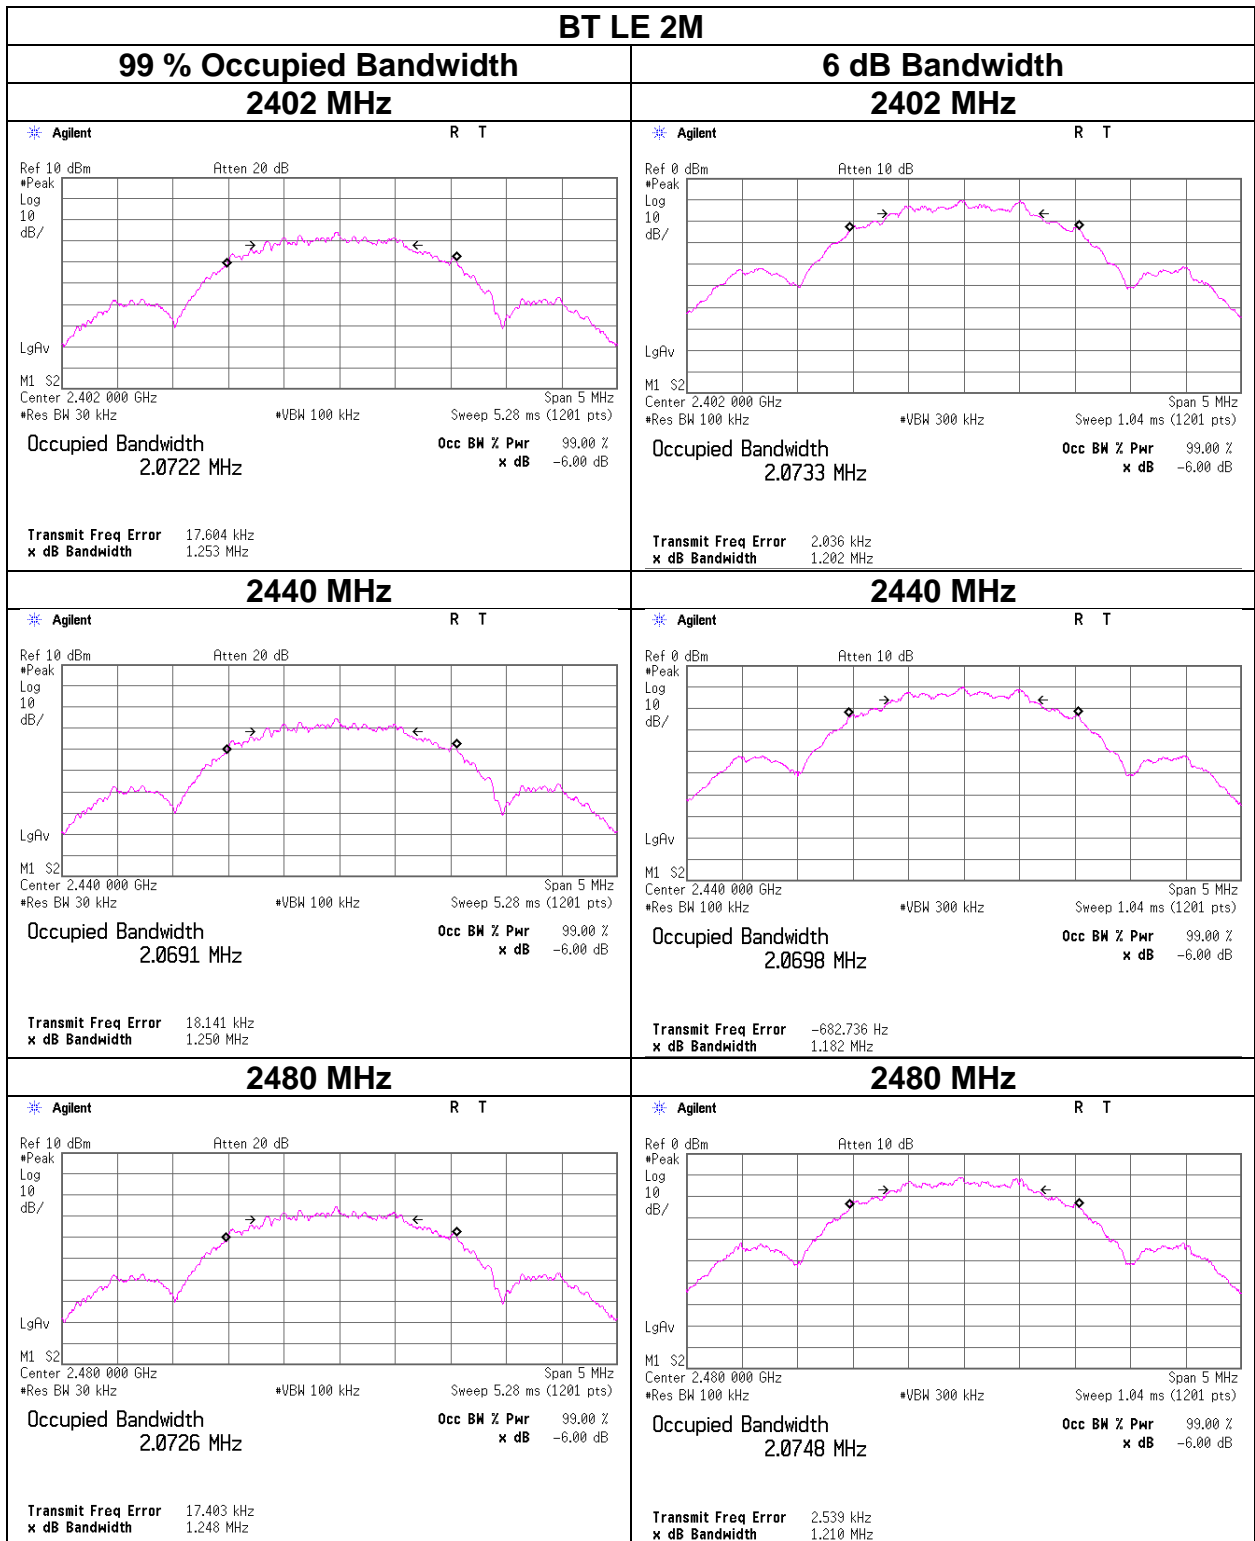 BT LE 2M
99 % Occupied Bandwidth
6 dB Bandwidth
2402 MHz
2402 MHz
Agilent R T
Ref 10 dBm Atten 20 dB
#Peak
Log
10
dB/
LgAv
M1 S2
Center 2.402 000 GHz Span 5 MHz
#Res BW 30 kHz #VBW 100 kHz Sweep 5.28 ms (1201 pts)
Occupied Bandwidth Occ BW % Pwr 99.00 %
2.0722 MHz x dB -6.00 dB
Transmit Freq Error 17.604 kHz
x dB Bandwidth 1.253 MHz
Agilent R T
Ref 0 dBm Atten 10 dB
#Peak
Log
10
dB/
LgAv
M1 S2
Center 2.402 000 GHz Span 5 MHz
#Res BW 100 kHz #VBW 300 kHz Sweep 1.04 ms (1201 pts)
Occupied Bandwidth Occ BW % Pwr 99.00 %
2.0733 MHz x dB -6.00 dB
Transmit Freq Error 2.036 kHz
x dB Bandwidth 1.202 MHz
2440 MHz
2440 MHz
Agilent R T
Ref 10 dBm Atten 20 dB
#Peak
Log
10
dB/
LgAv
M1 S2
Center 2.440 000 GHz Span 5 MHz
#Res BW 30 kHz #VBW 100 kHz Sweep 5.28 ms (1201 pts)
Occupied Bandwidth Occ BW % Pwr 99.00 %
2.0691 MHz x dB -6.00 dB
Transmit Freq Error 18.141 kHz
x dB Bandwidth 1.250 MHz
Agilent R T
Ref 0 dBm Atten 10 dB
#Peak
Log
10
dB/
LgAv
M1 S2
Center 2.440 000 GHz Span 5 MHz
#Res BW 100 kHz #VBW 300 kHz Sweep 1.04 ms (1201 pts)
Occupied Bandwidth Occ BW % Pwr 99.00 %
2.0698 MHz x dB -6.00 dB
Transmit Freq Error -682.736 Hz
x dB Bandwidth 1.182 MHz
2480 MHz
2480 MHz
Agilent R T
Ref 10 dBm Atten 20 dB
#Peak
Log
10
dB/
LgAv
M1 S2
Center 2.480 000 GHz Span 5 MHz
#Res BW 30 kHz #VBW 100 kHz Sweep 5.28 ms (1201 pts)
Occupied Bandwidth Occ BW % Pwr 99.00 %
2.0726 MHz x dB -6.00 dB
Transmit Freq Error 17.403 kHz
x dB Bandwidth 1.248 MHz
Agilent R T
Ref 0 dBm Atten 10 dB
#Peak
Log
10
dB/
LgAv
M1 S2
Center 2.480 000 GHz Span 5 MHz
#Res BW 100 kHz #VBW 300 kHz Sweep 1.04 ms (1201 pts)
Occupied Bandwidth Occ BW % Pwr 99.00 %
2.0748 MHz x dB -6.00 dB
Transmit Freq Error 2.539 kHz
x dB Bandwidth 1.210 MHz